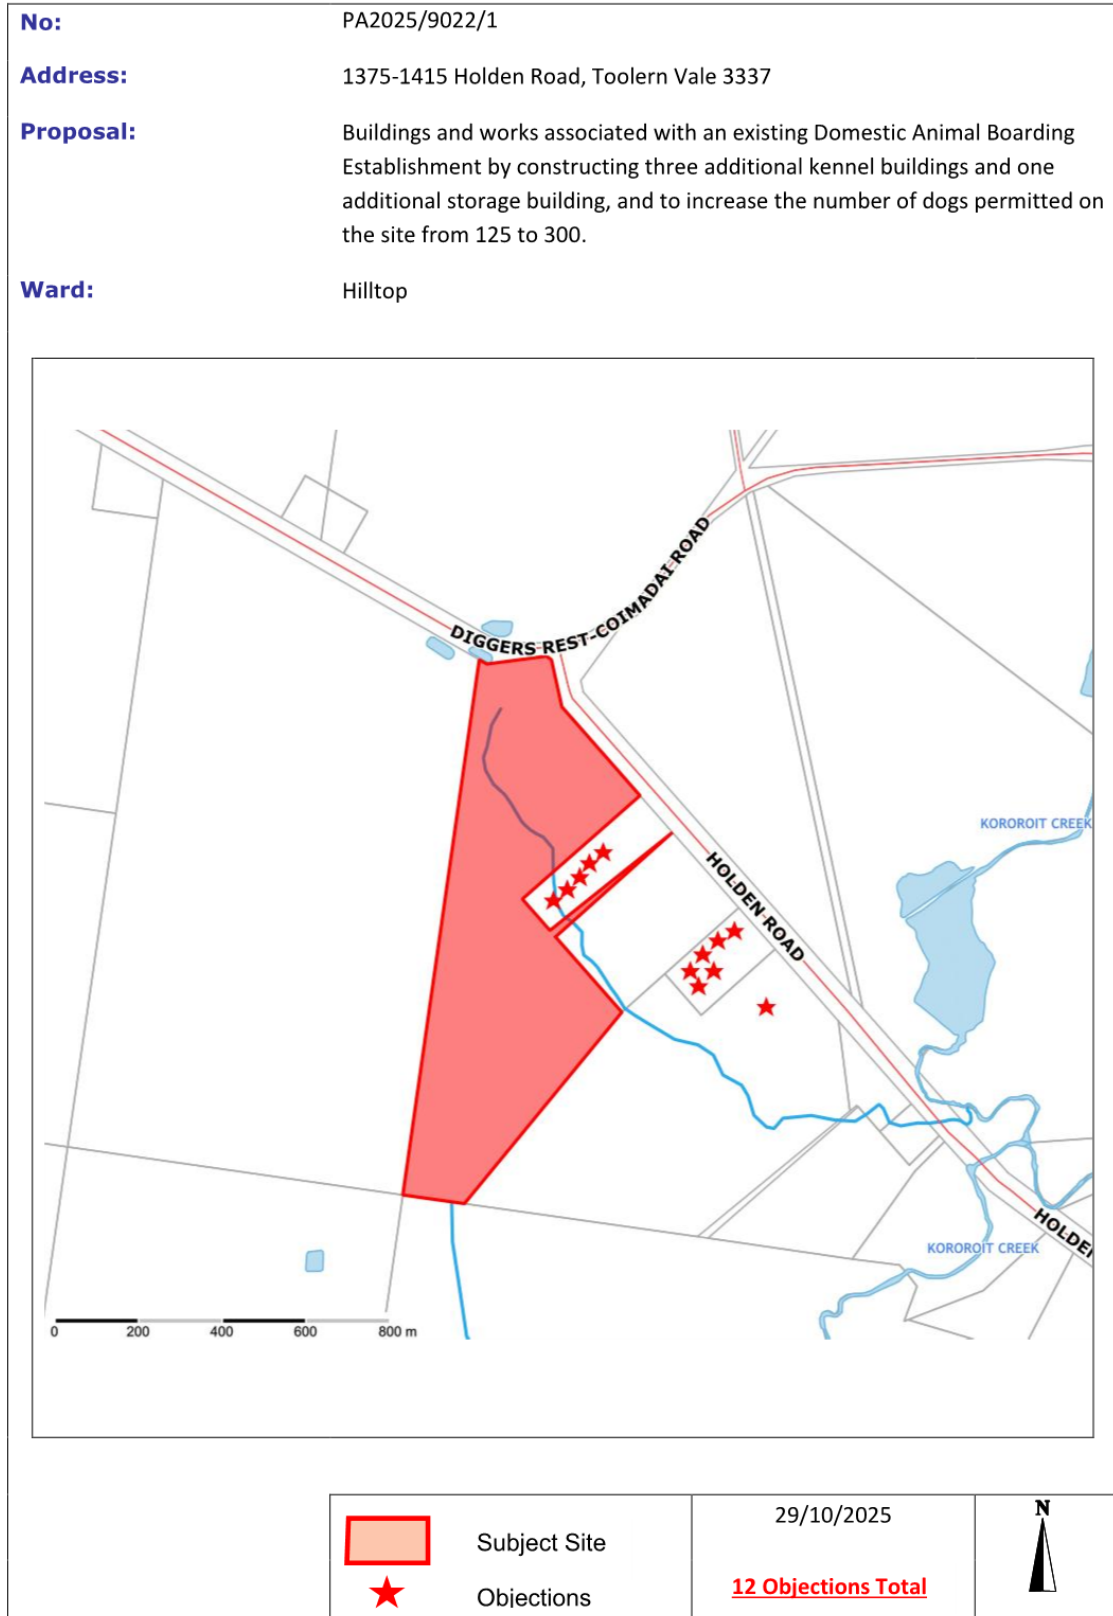 No:
PA2025/9022/1
Address:
1375-1415 Holden Road, Toolern Vale 3337
Proposal:
Buildings and works associated with an existing Domestic Animal Boarding
Establishment by constructing three additional kennel buildings and one
additional storage building, and to increase the number of dogs permitted on
the site from 125 to 300.
Ward:
Hilltop
DIGGERS REST-COIMADAI ROAD
KOROROIT CREEK
HOLDEN ROAD
HOLDE
KOROROIT CREEK
0 200 400 600 800 m
Subject Site
Objections
29/10/2025
12 Objections Total
N